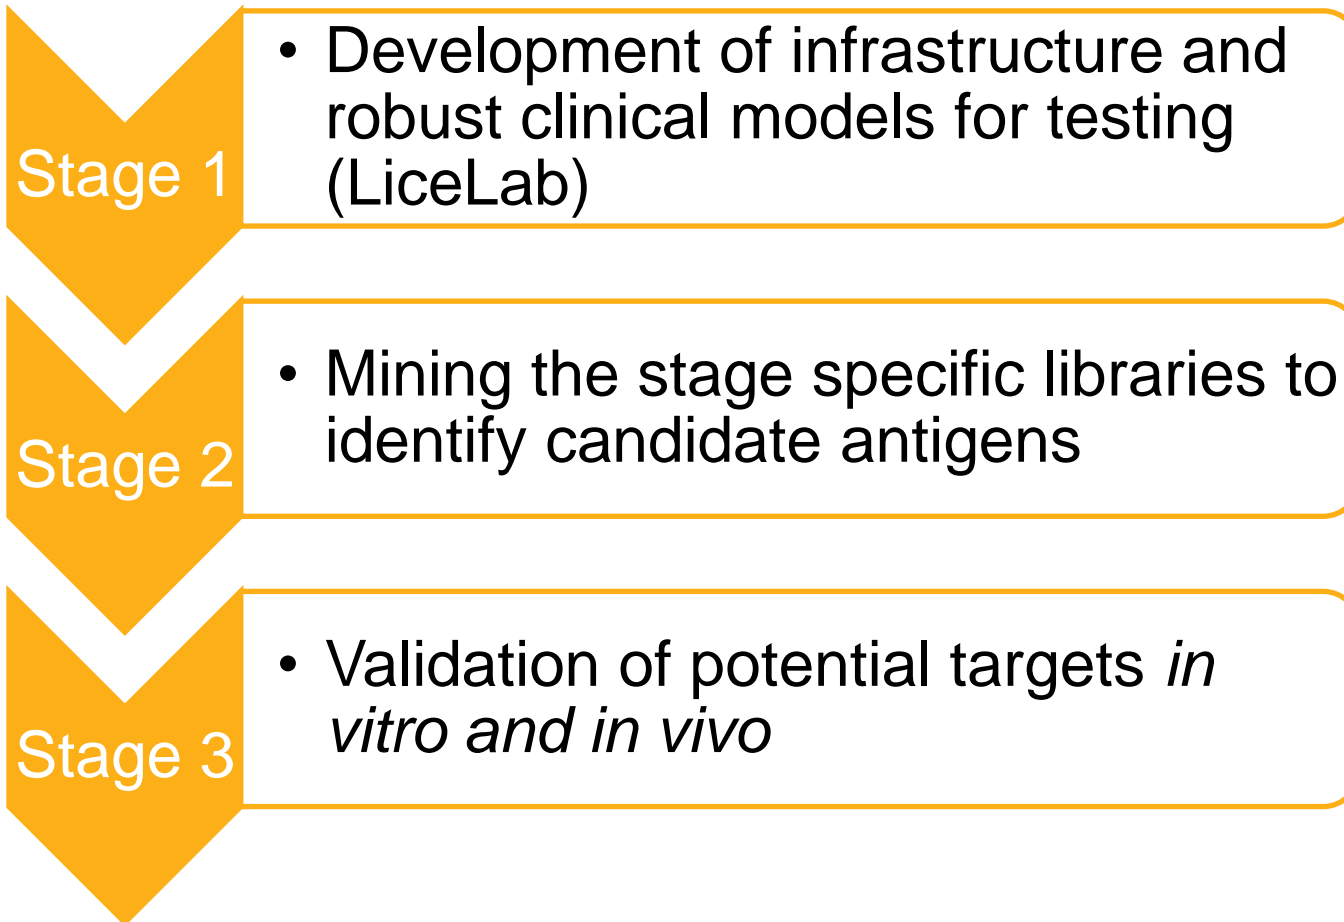 Stage 1
• Development of infrastructure and
robust clinical models for testing
(LiceLab)
Stage 2
• Mining the stage specific libraries to
identify candidate antigens
Stage 3
• Validation of potential targets in
vitro and in vivo